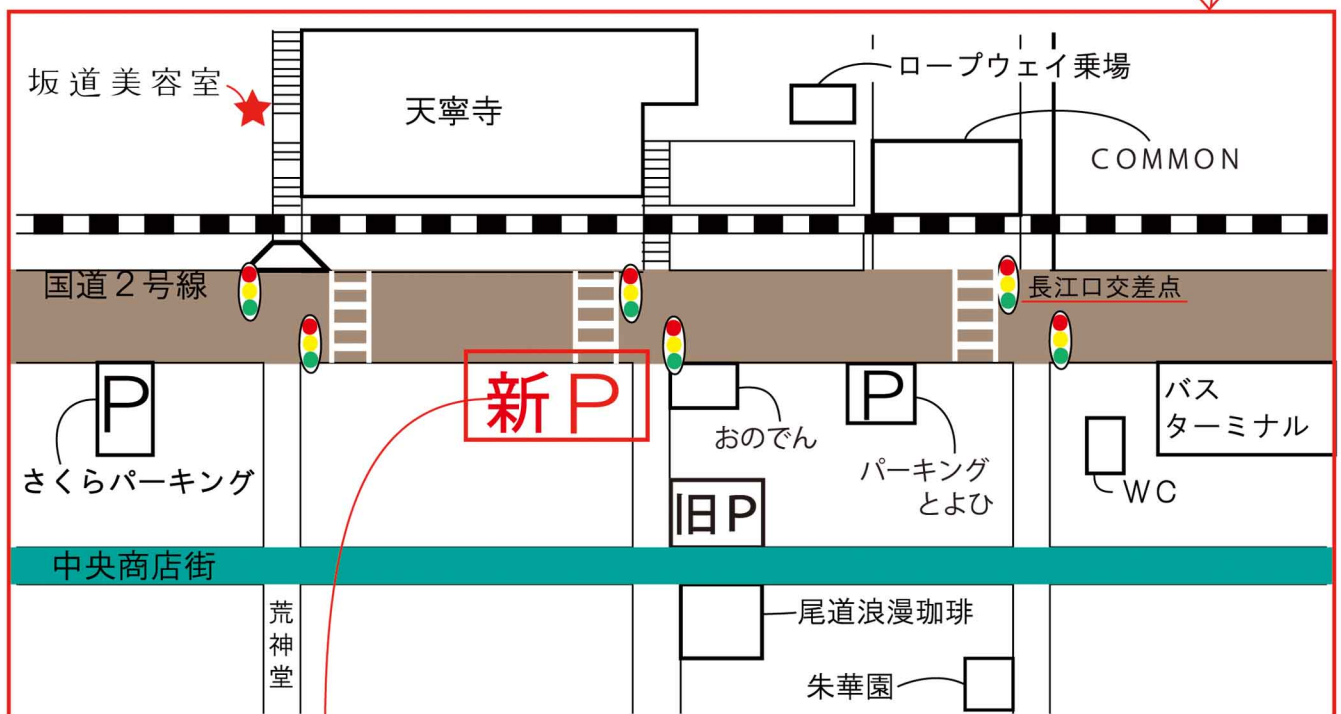 坂道美容室
天寧寺
ロープウェイ乗場
COMMON
国道２号線
長江口交差点
P
さくらパーキング
新P
おのでん
P
パーキング
とよひ
バス
ターミナル
WC
旧P
中央商店街
荒神堂
尾道浪漫珈琲
朱華園